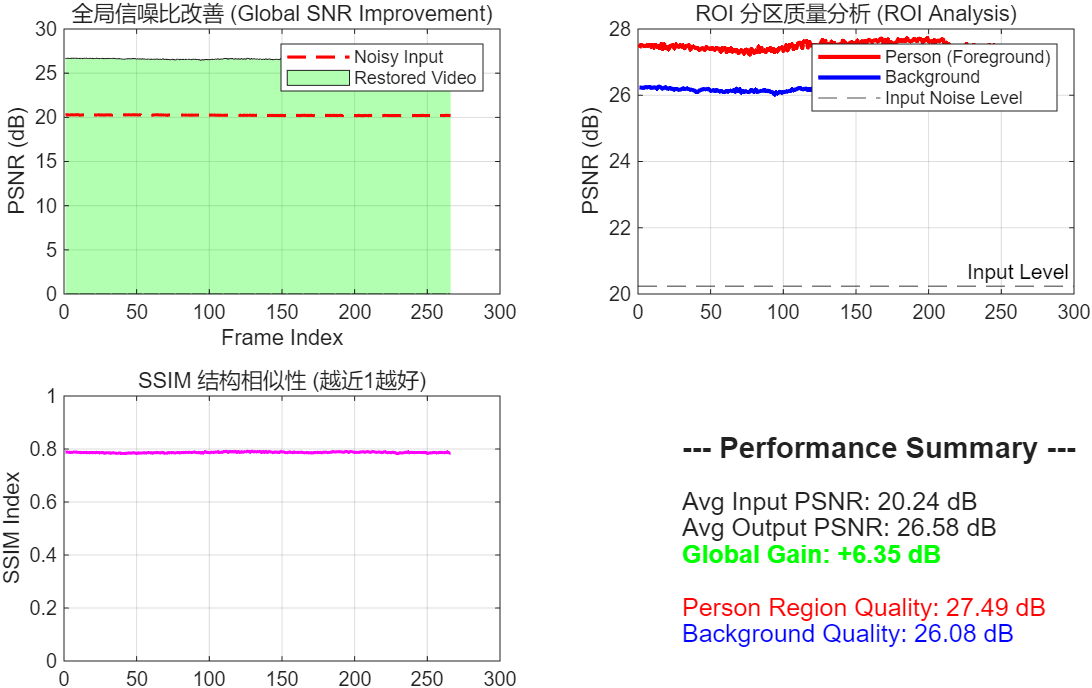 全局信噪比改善 (Global SNR Improvement)
30
25
20
15
10
5
0
PSNR (dB)
Noisy Input
Restored Video
0 50 100 150 200 250 300
Frame Index
ROI 分区质量分析 (ROI Analysis)
28
26
24
22
20
PSNR (dB)
Person (Foreground)
Background
Input Noise Level
Input Level
0 50 100 150 200 250 300
SSIM 结构相似性 (越近1越好)
1
0.8
0.6
0.4
0.2
0
SSIM Index
0 50 100 150 200 250 300
--- Performance Summary ---
Avg Input PSNR: 20.24 dB
Avg Output PSNR: 26.58 dB
Global Gain: +6.35 dB
Person Region Quality: 27.49 dB
Background Quality: 26.08 dB